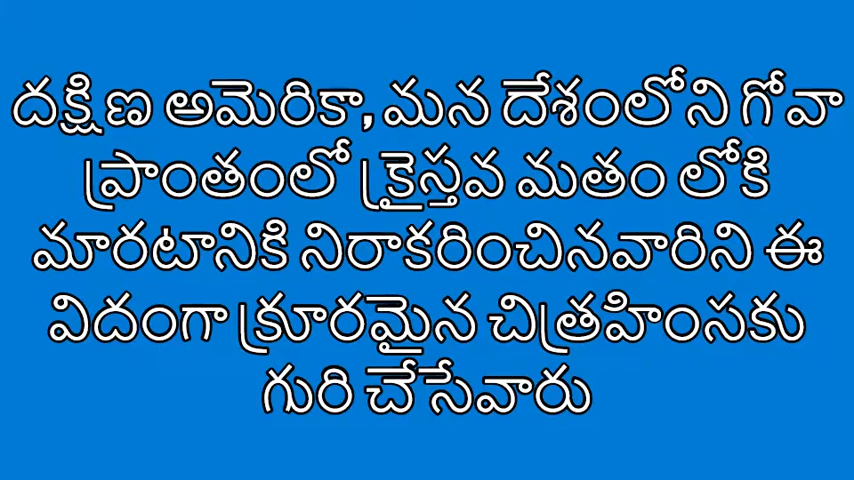 దక్షిణ అమెరికా, మన దేశంలోని గోవా
ప్రాంతంలో క్రైస్తవ మతం లోకి
మారటానికి నిరాకరించినవారిని ఈ
విదంగా క్రూరమైన చిత్రహింసకు
గురి చేసేవారు